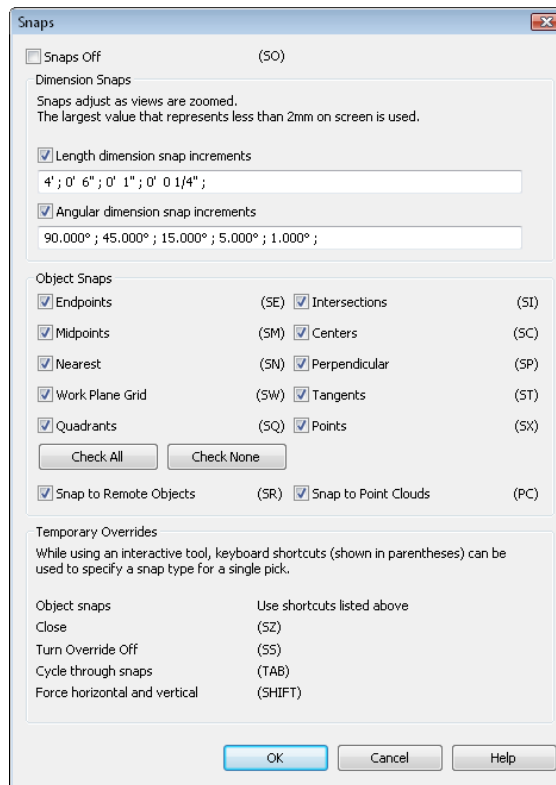 Snaps
Snaps Off (SO)
Dimension Snaps
Snaps adjust as views are zoomed.
The largest value that represents less than 2mm on screen is used.
Length dimension snap increments
4' ; 0' 6" ; 0' 1" ; 0' 0 1/4" ;
Angular dimension snap increments
90.000° ; 45.000° ; 15.000° ; 5.000° ; 1.000° ;
Object Snaps
Endpoints (SE) Intersections (SI)
Midpoints (SM) Centers (SC)
Nearest (SN) Perpendicular (SP)
Work Plane Grid (SW) Tangents (ST)
Quadrants (SQ) Points (SX)
Check All Check None
Snap to Remote Objects (SR) Snap to Point Clouds (PC)
Temporary Overrides
While using an interactive tool, keyboard shortcuts (shown in parentheses) can be
used to specify a snap type for a single pick.
Object snaps Use shortcuts listed above
Close (SZ)
Turn Override Off (SS)
Cycle through snaps (TAB)
Force horizontal and vertical (SHIFT)
OK Cancel Help